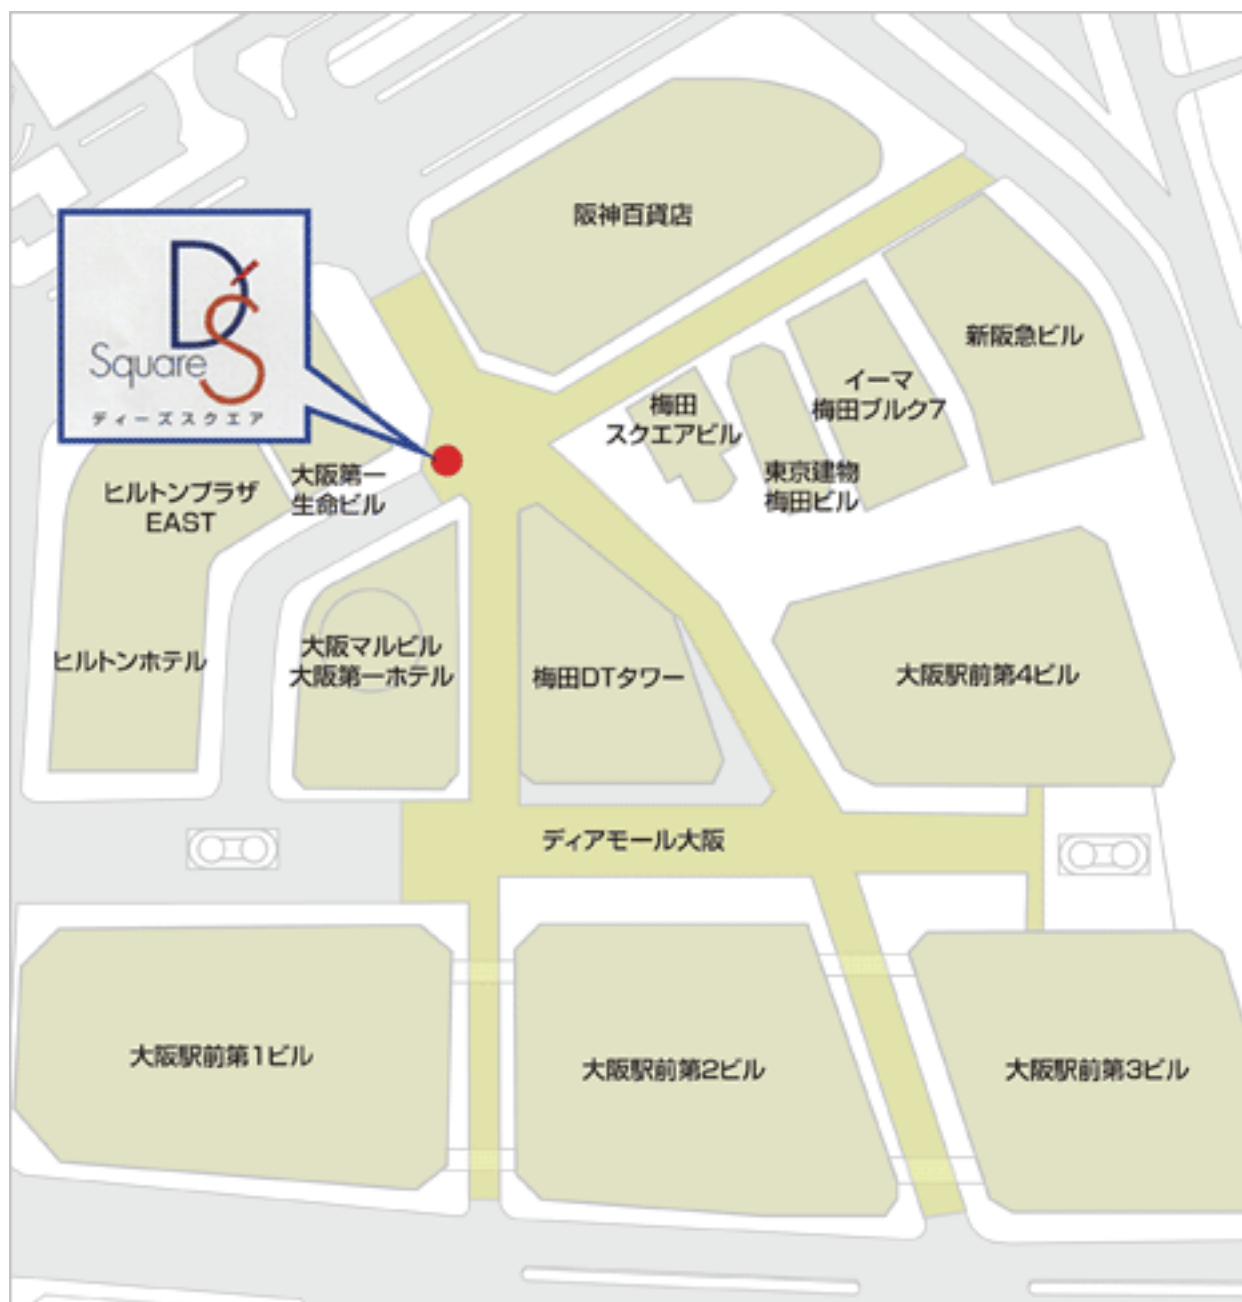 阪神百貨店
D'S
Square
ディーズスクエア
新阪急ビル
イーマ
梅田ブルク7
梅田
スクエアビル
東京建物
梅田ビル
大阪第一
生命ビル
ヒルトンプラザ
EAST
ヒルトンホテル
大阪マルビル
大阪第一ホテル
梅田DTタワー
大阪駅前第4ビル
ディアモール大阪
大阪駅前第1ビル
大阪駅前第2ビル
大阪駅前第3ビル